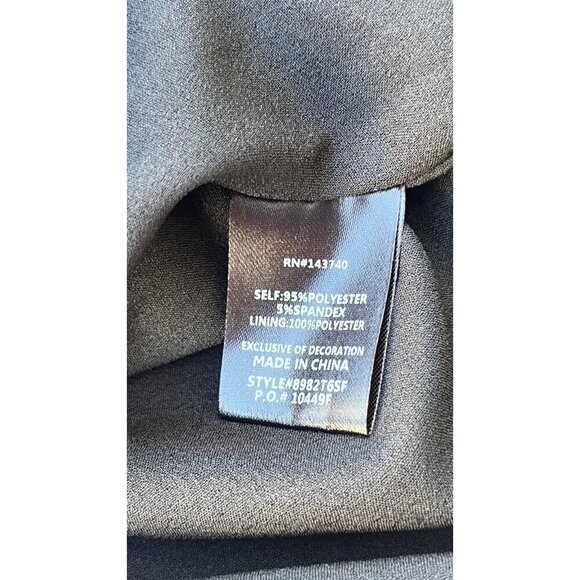 RN#143740
SELF:95%POLYESTER
5%SPANDEX
LINING:100%POLYESTER
EXCLUSIVE OF DECORATION
MADE IN CHINA
STYLE#8982T6SF
P.O.# 10449F